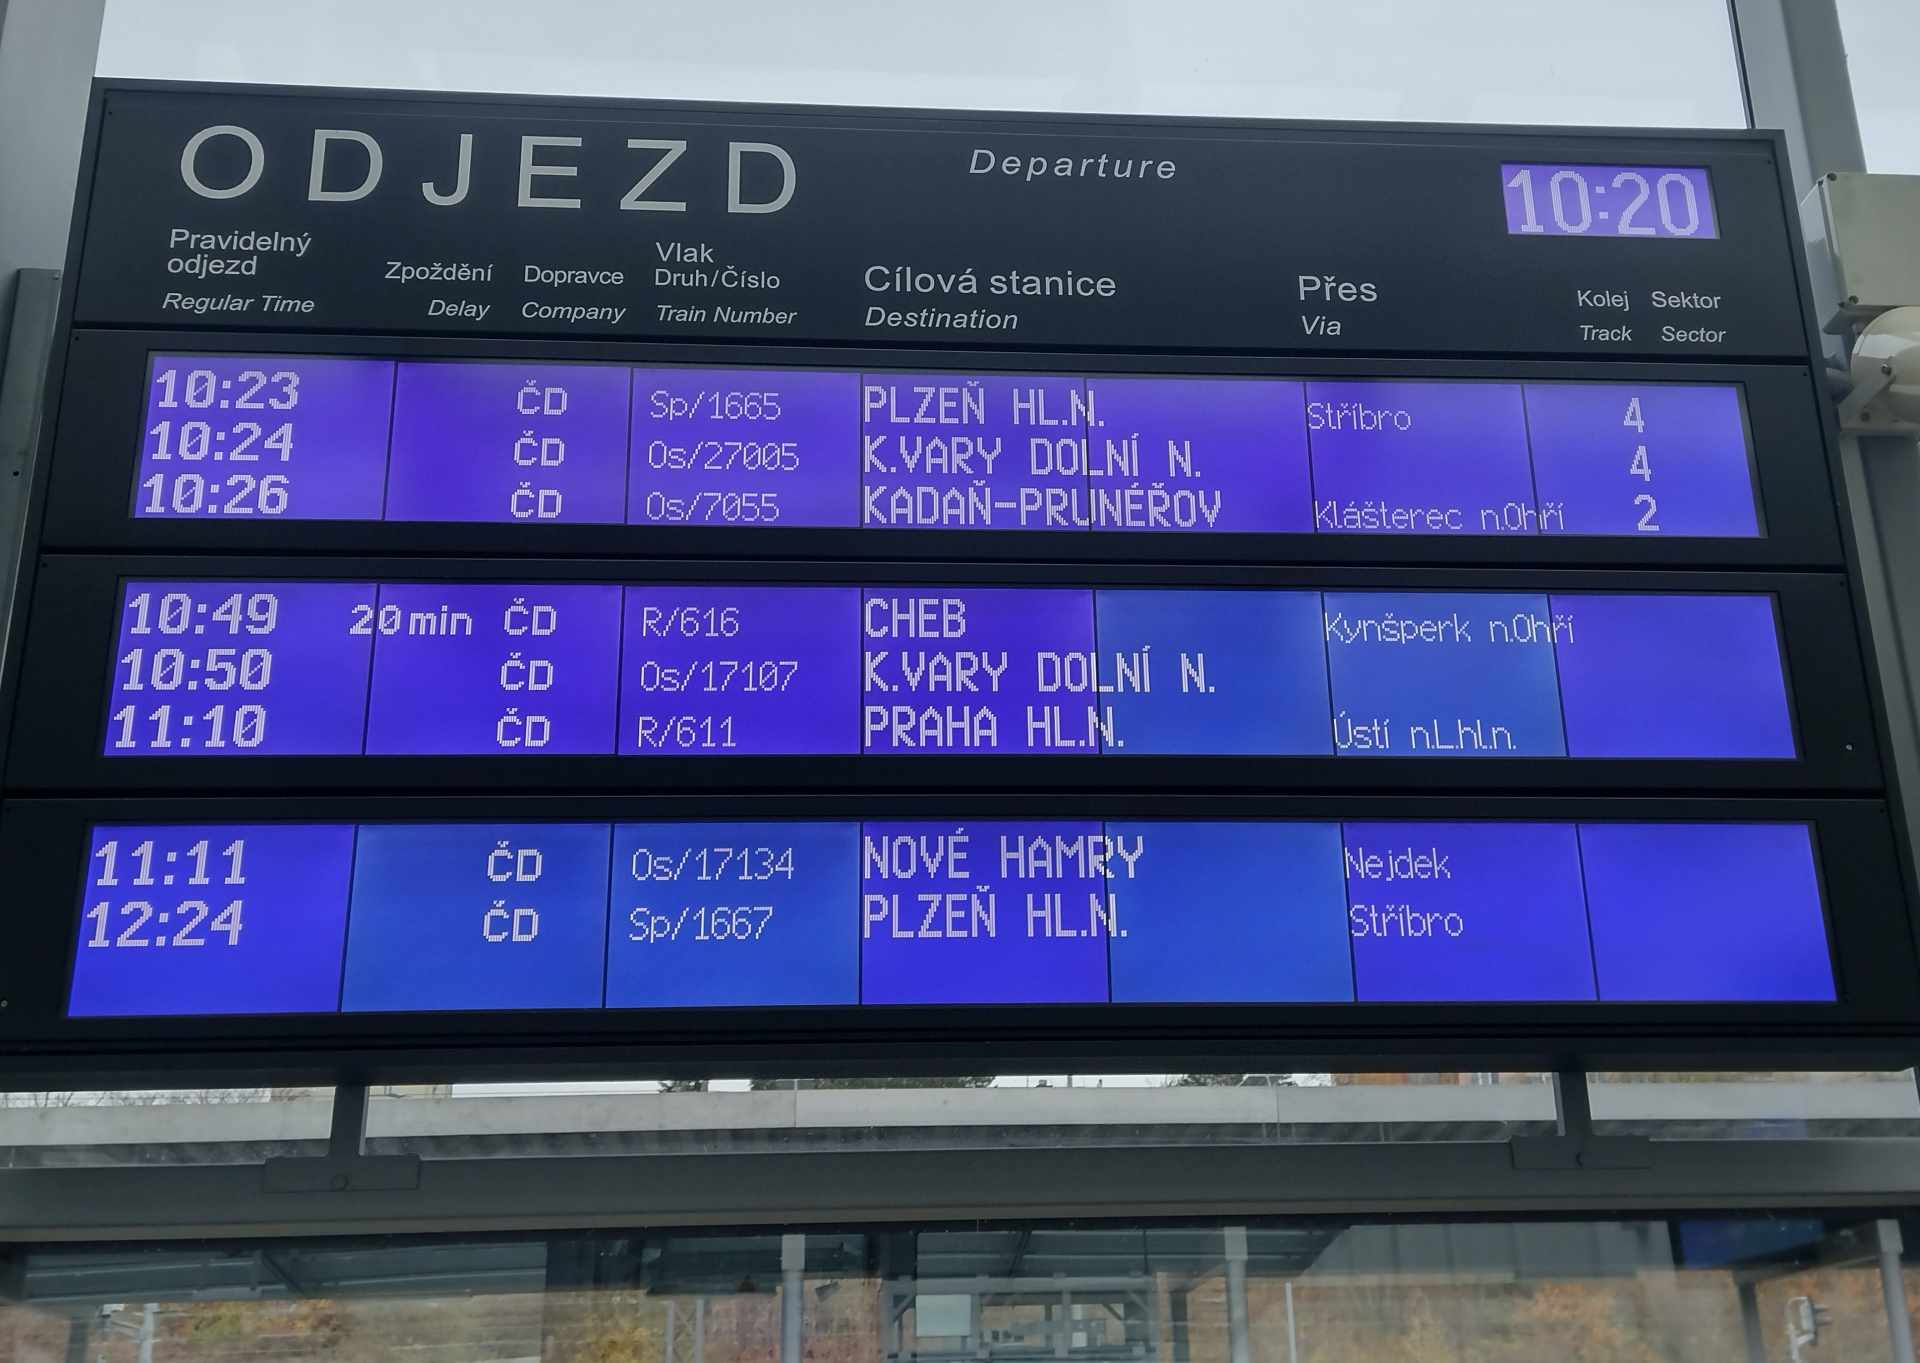 ODJEZD Departure 10:20
Pravidelný odjezd Regular Time
Zpoždění Delay
Dopravce Company
Vlak Druh/Číslo Train Number
Cílová stanice Destination
Přes Via
Kolej Track
Sektor Sector
10:23 ČD Sp/1665 PLZEŇ HL.N. Stříbro 4
10:24 ČD Os/27005 K.VARY DOLNÍ N. 4
10:26 ČD Os/7055 KADAŇ-PRUNÉŘOV Klášterec n.Ohří 2
10:49 20 min ČD R/616 CHEB Kynšperk n.Ohří
10:50 ČD Os/17107 K.VARY DOLNÍ N.
11:10 ČD R/611 PRAHA HL.N. Ústí n.L.hl.n.
11:11 ČD Os/17134 NOVÉ HAMRY Nejdek
12:24 ČD Sp/1667 PLZEŇ HL.N. Stříbro